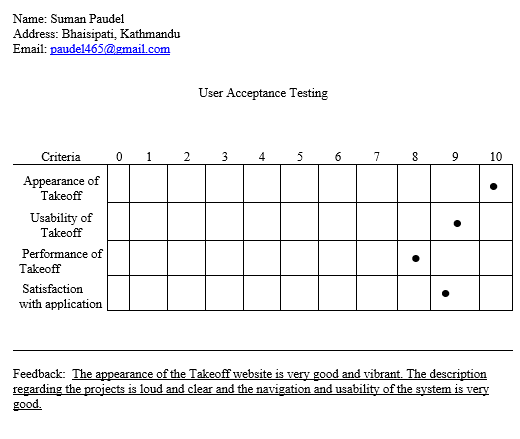 Name: Suman Paudel
Address: Bhaisipati, Kathmandu
Email: paudel465@gmail.com
User Acceptance Testing
Criteria 0 1 2 3 4 5 6 7 8 9 10
Appearance of
Takeoff
Usability of
Takeoff
Performance of
Takeoff
Satisfaction
with application
Feedback: The appearance of the Takeoff website is very good and vibrant. The description
regarding the projects is loud and clear and the navigation and usability of the system is very
good.